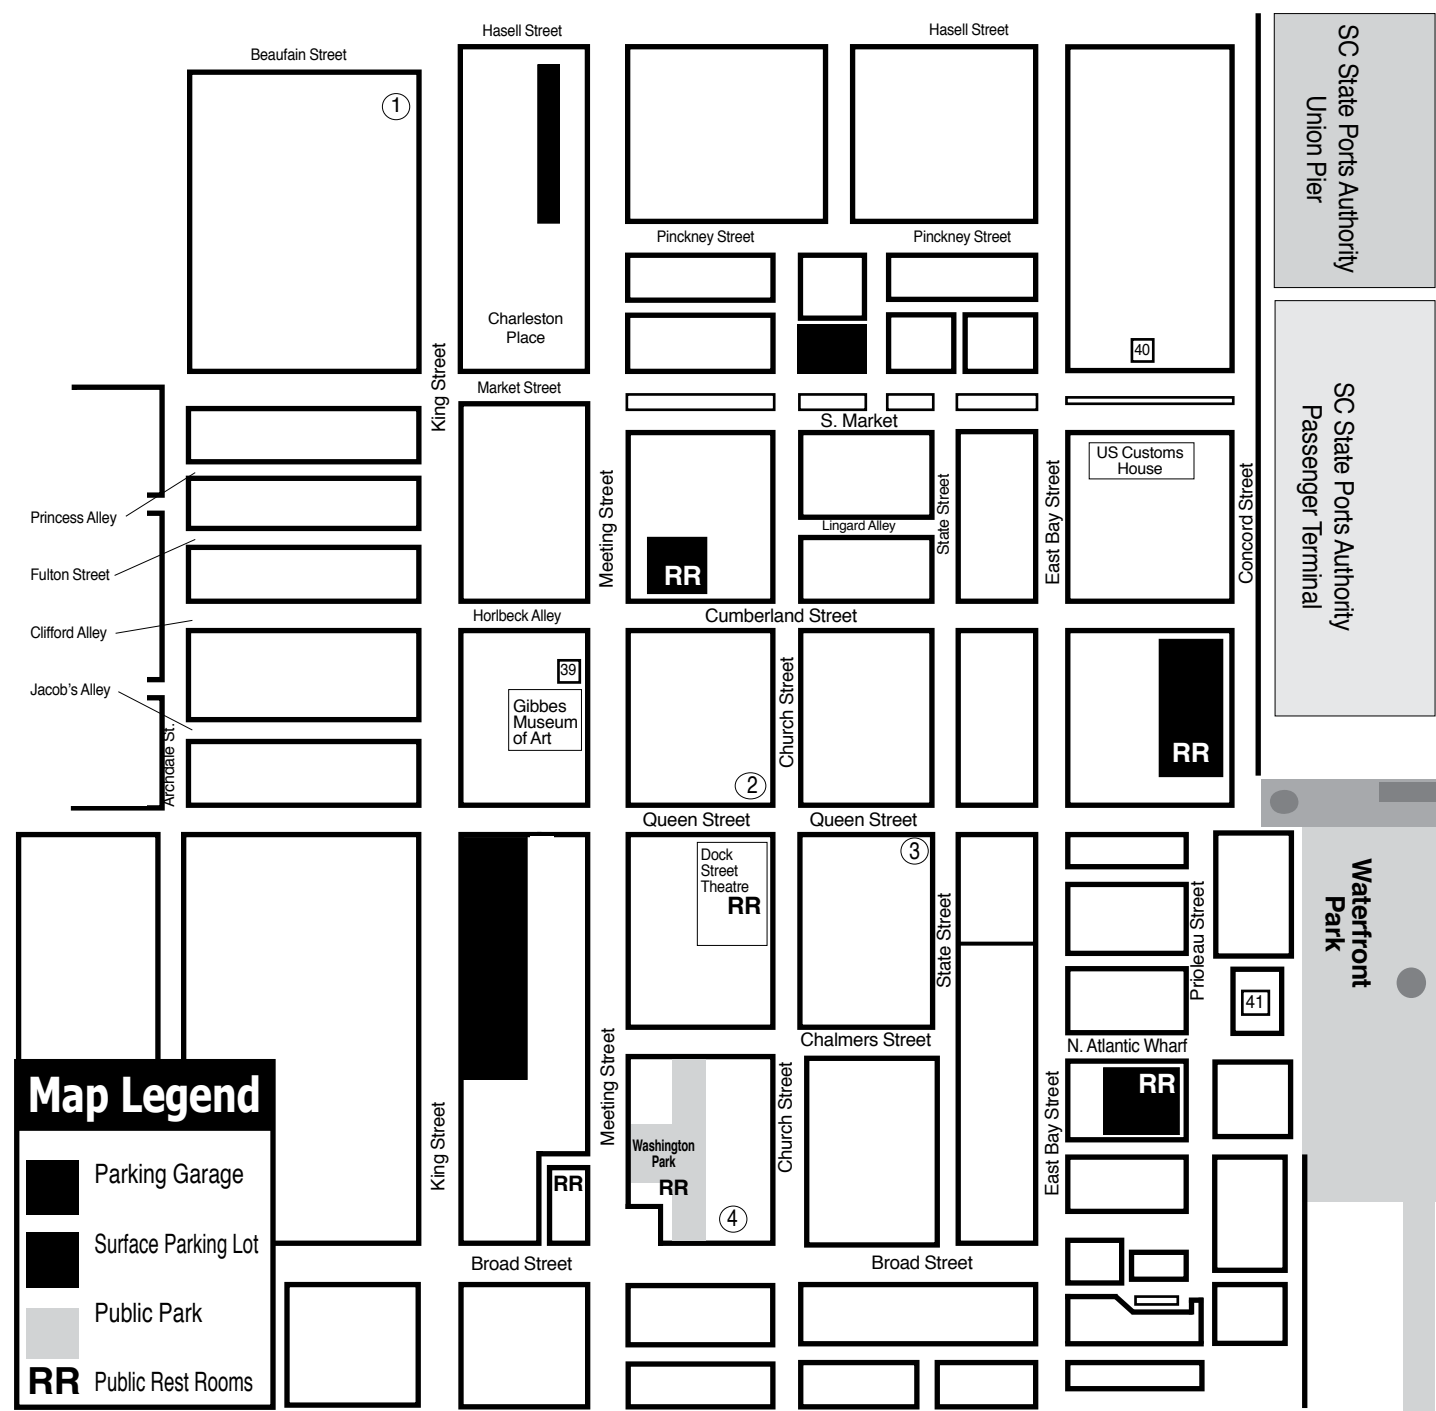 Hasell Street
Hasell Street
Beaufain Street
1
SC State Ports Authority
Union Pier
Pinckney Street
Pinckney Street
Charleston
Place
King Street
Market Street
40
S. Market
SC State Ports Authority
Passenger Terminal
US Customs
House
Meeting Street
State Street
East Bay Street
Concord Street
Princess Alley
Lingard Alley
Fulton Street
RR
Horlbeck Alley
Cumberland Street
Clifford Alley
39
Jacob's Alley
Gibbes
Museum
of Art
Church Street
Archdale St.
RR
2
Queen Street
Queen Street
Dock
Street
Theatre
RR
3
State Street
Prioleau Street
Waterfront
Park
41
Chalmers Street
N. Atlantic Wharf
Meeting Street
King Street
Church Street
East Bay Street
RR
Washington
Park
RR
RR
4
Broad Street
Broad Street
Map Legend
Parking Garage
Surface Parking Lot
Public Park
RR Public Rest Rooms